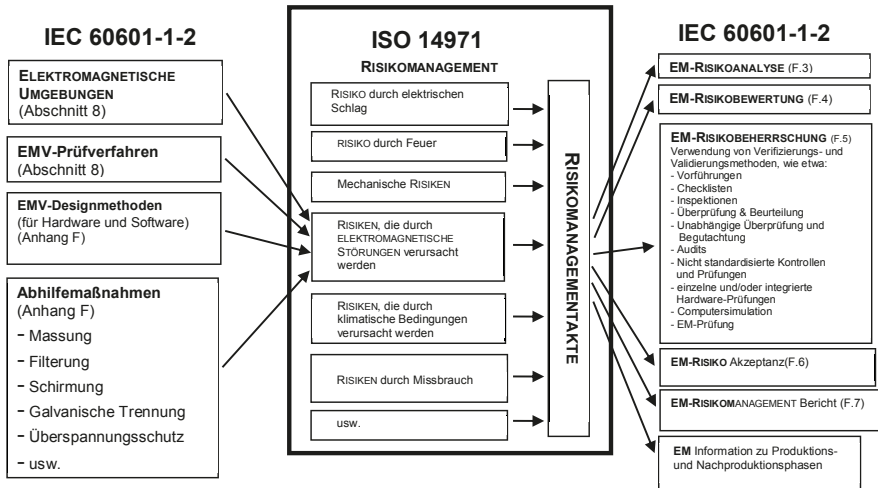 IEC 60601-1-2
ELEKTROMAGNETISCHE
UMGEBUNGEN
(Abschnitt 8)
EMV-Prüfverfahren
(Abschnitt 8)
EMV-Designmethoden
(für Hardware und Software)
(Anhang F)
Abhilfemaßnahmen
(Anhang F)
- Massung
- Filterung
- Schirmung
- Galvanische Trennung
- Überspannungsschutz
- usw.
ISO 14971
RISIKOMANAGEMENT
RISIKO durch elektrischen
Schlag
RISIKO durch Feuer
Mechanische RISIKEN
RISIKEN, die durch
ELEKTROMAGNETISCHE
STÖRUNGEN verursacht
werden
RISIKEN, die durch
klimatische Bedingungen
verursacht werden
RISIKEN durch Missbrauch
usw.
RISIKOMANAGEMENTAKTE
IEC 60601-1-2
EM-RISIKOANALYSE (F.3)
EM-RISIKOBEWERTUNG (F.4)
EM-RISIKOBEHERRSCHUNG (F.5)
Verwendung von Verifizierungs- und
Validierungsmethoden, wie etwa:
- Vorführungen
- Checklisten
- Inspektionen
- Überprüfung & Beurteilung
- Unabhängige Überprüfung und
Begutachtung
- Audits
- Nicht standardisierte Kontrollen
und Prüfungen
- einzelne und/oder integrierte
Hardware-Prüfungen
- Computersimulation
- EM-Prüfung
EM-RISIKO Akzeptanz(F.6)
EM-RISIKOMANAGEMENT Bericht (F.7)
EM Information zu Produktions-
und Nachproduktionsphasen